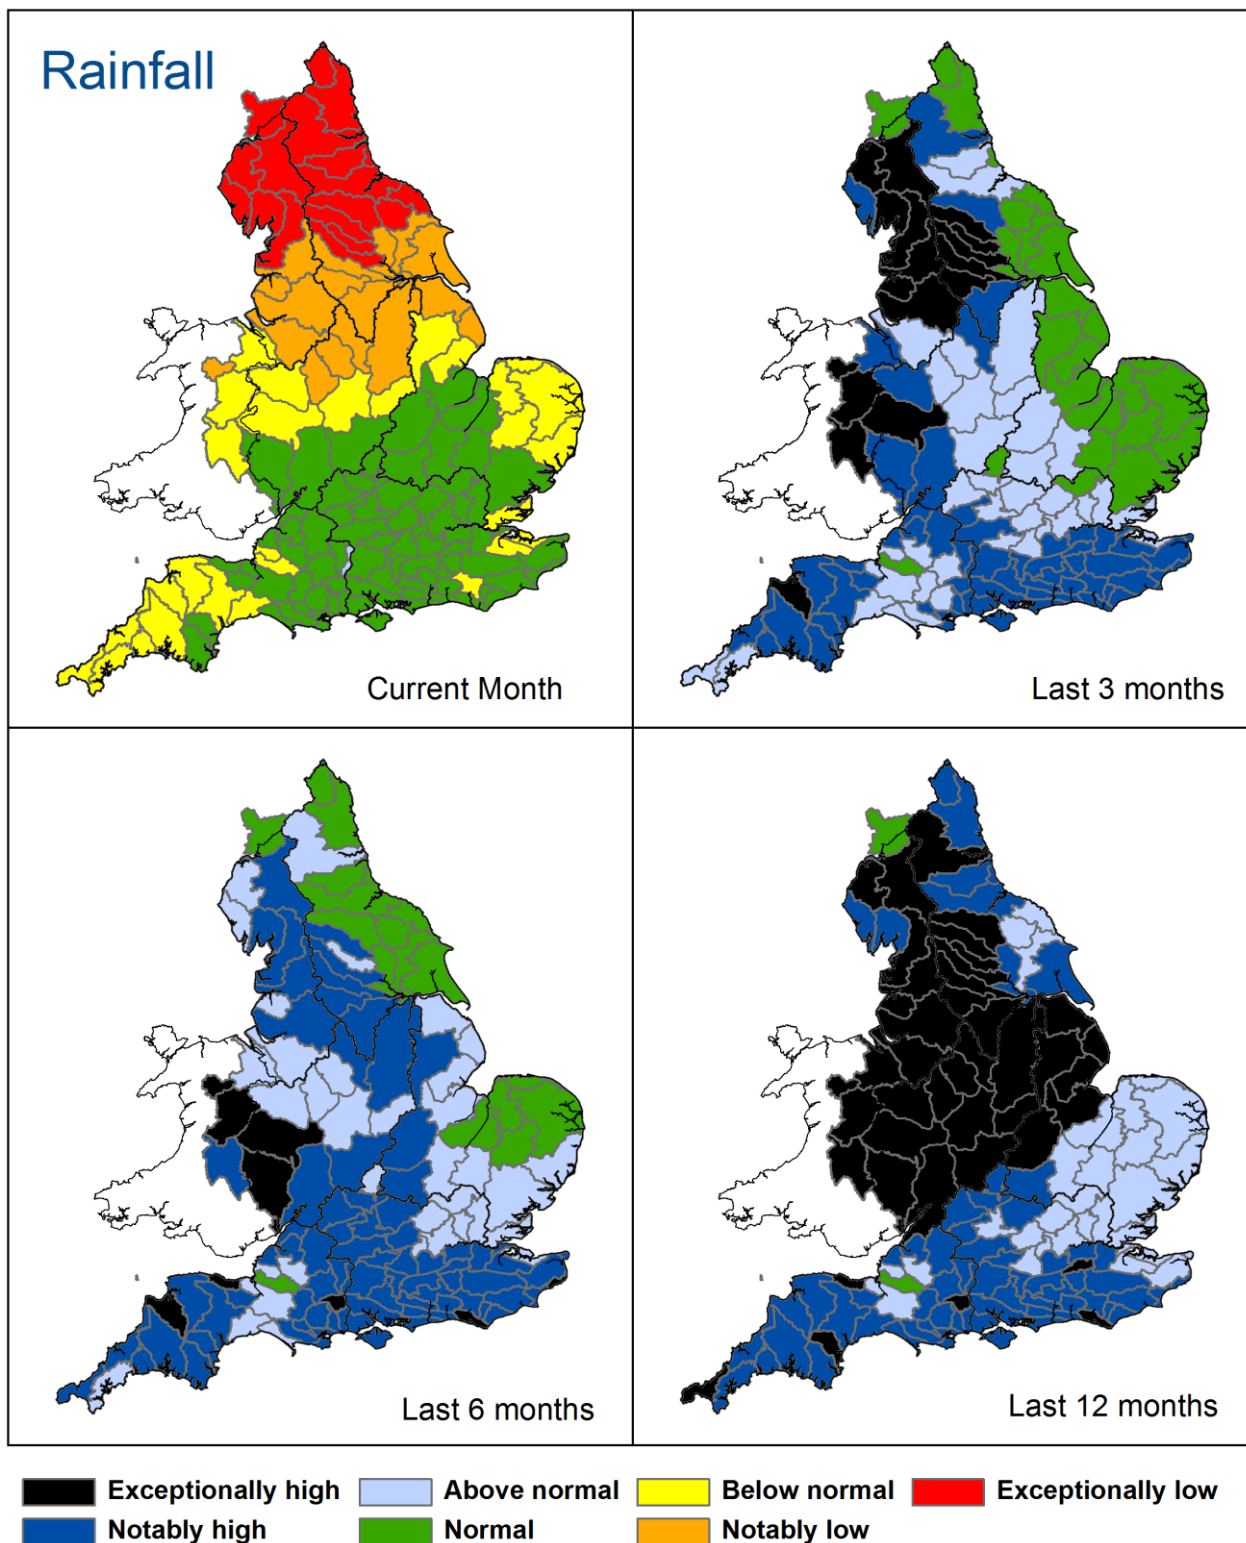 Rainfall
Current Month
Last 3 months
Last 6 months
Last 12 months
Exceptionally high
Above normal
Below normal
Exceptionally low
Notably high
Normal
Notably low